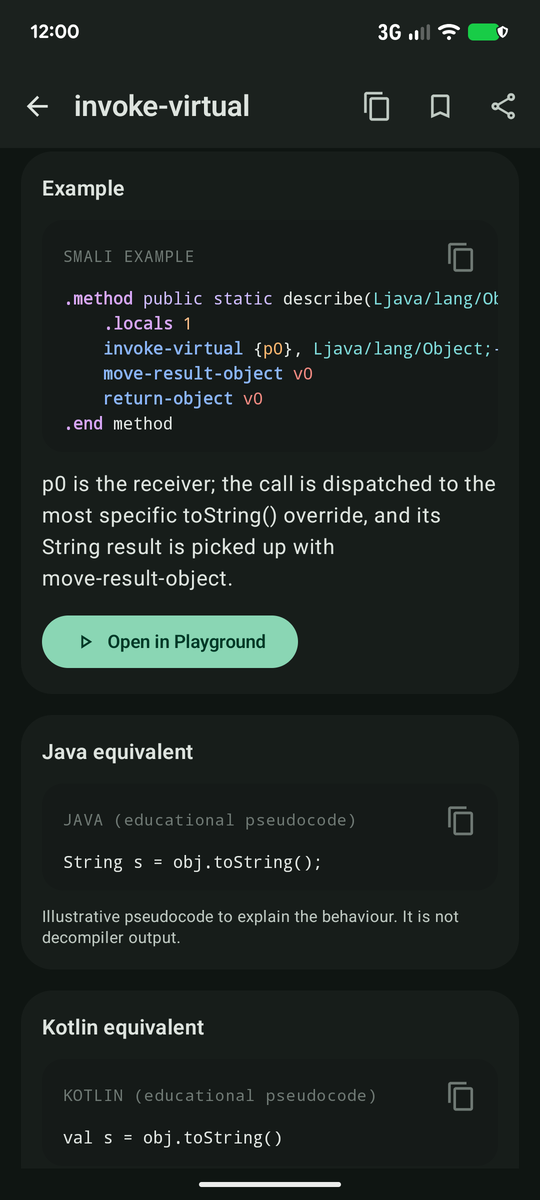 12:00
3G
invoke-virtual
Example
SMALI EXAMPLE
.method public static describe(Ljava/lang/Ob
    .locals 1
    invoke-virtual {p0}, Ljava/lang/Object;-
    move-result-object v0
    return-object v0
.end method
p0 is the receiver; the call is dispatched to the
most specific toString() override, and its
String result is picked up with
move-result-object.
Open in Playground
Java equivalent
JAVA (educational pseudocode)
String s = obj.toString();
Illustrative pseudocode to explain the behaviour. It is not
decompiler output.
Kotlin equivalent
KOTLIN (educational pseudocode)
val s = obj.toString()